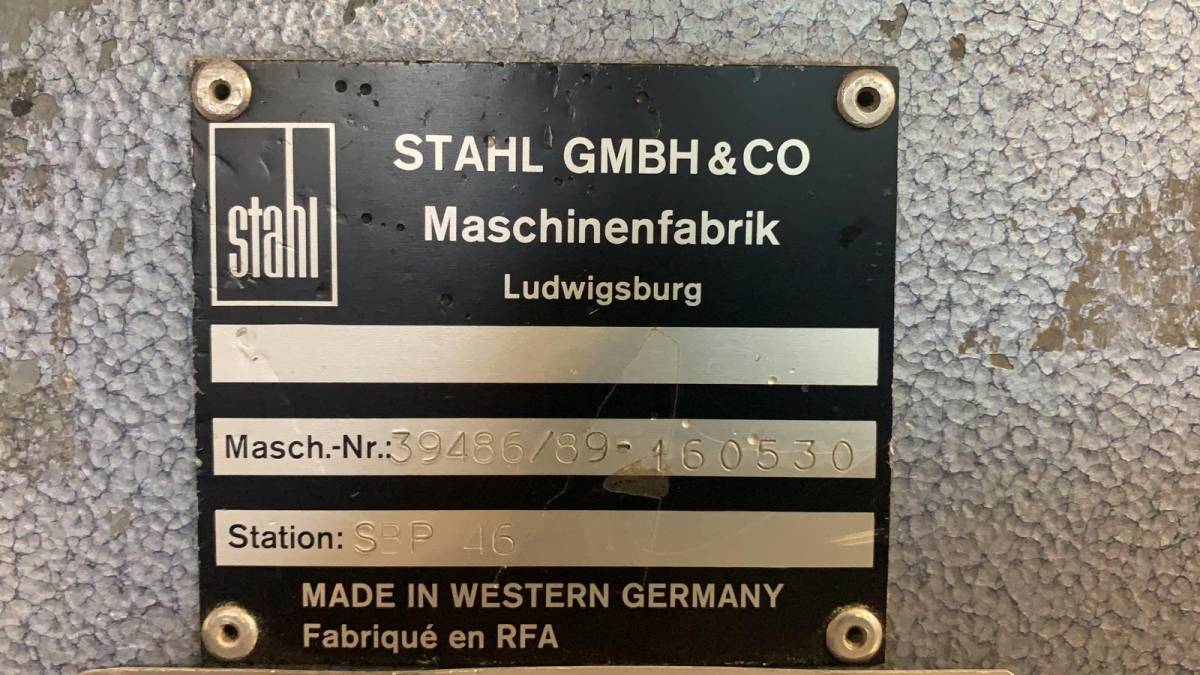 stahl
STAHL GMBH & CO
Maschinenfabrik
Ludwigsburg
Masch.-Nr.: 39486/89-160530
Station: SBP 46
MADE IN WESTERN GERMANY
Fabriqué en RFA